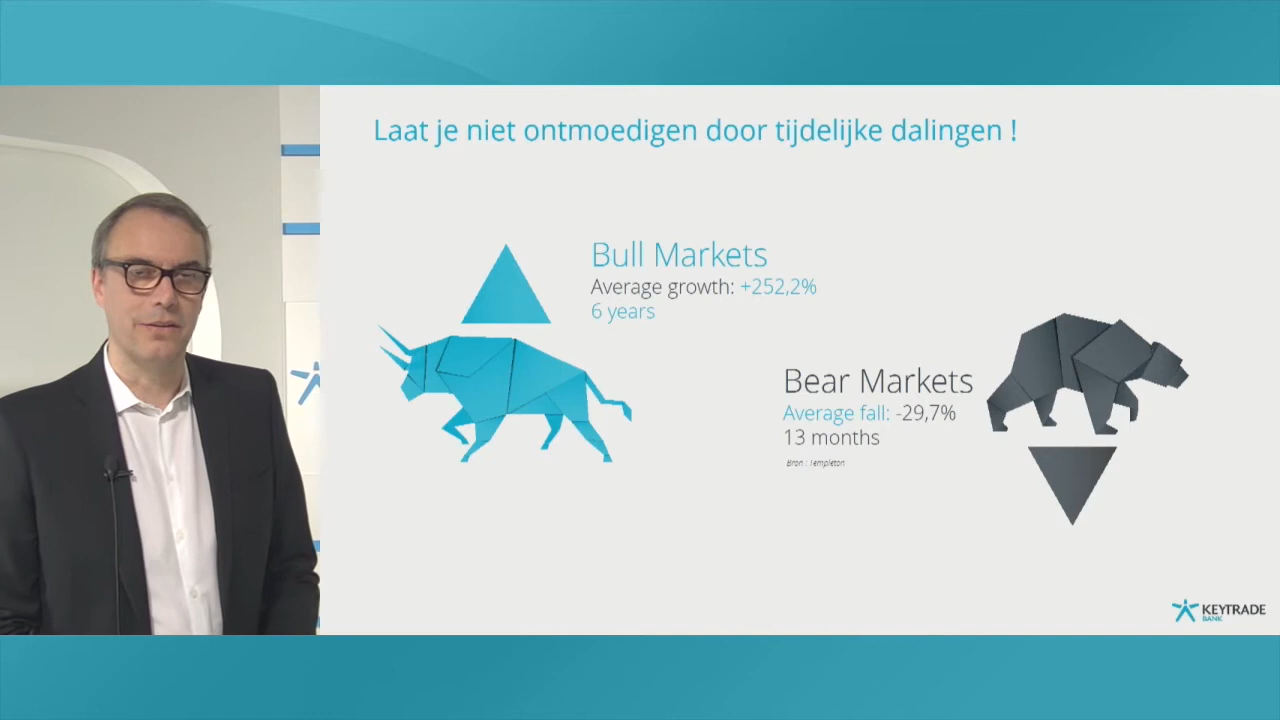 Laat je niet ontmoedigen door tijdelijke dalingen !
Bull Markets
Average growth: +252,2%
6 years
Bear Markets
Average fall: -29,7%
13 months
Bron : Templeton
KEYTRADE
BANK